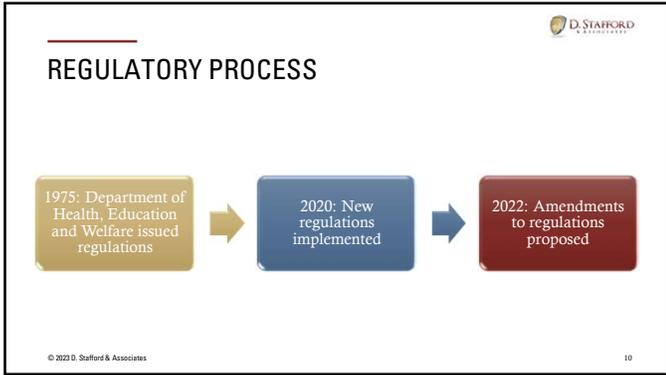 D. STAFFORD
& ASSOCIATES
REGULATORY PROCESS
1975: Department of
Health, Education
and Welfare issued
regulations
2020: New
regulations
implemented
2022: Amendments
to regulations
proposed
© 2023 D. Stafford & Associates
10